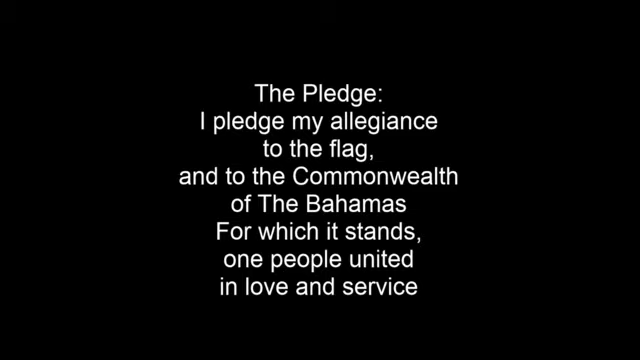 The Pledge:
I pledge my allegiance
to the flag,
and to the Commonwealth
of The Bahamas
For which it stands,
one people united
in love and service